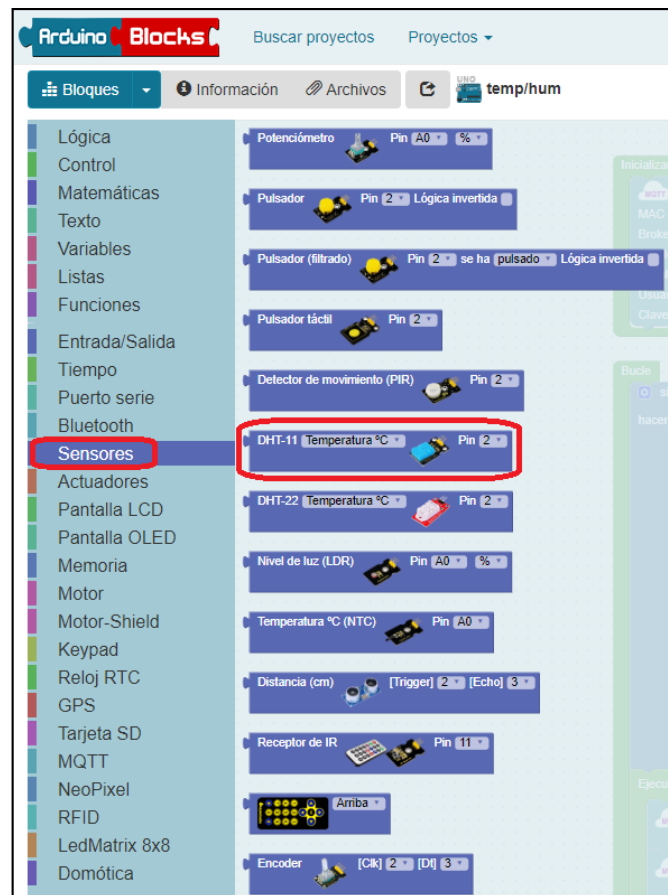 Arduino Blocks
Buscar proyectos
Proyectos
Bloques
Información
Archivos
UNO
temp/hum
Lógica
Control
Matemáticas
Texto
Variables
Listas
Funciones
Entrada/Salida
Tiempo
Puerto serie
Bluetooth
Sensores
Actuadores
Pantalla LCD
Pantalla OLED
Memoria
Motor
Motor-Shield
Keypad
Reloj RTC
GPS
Tarjeta SD
MQTT
NeoPixel
RFID
LedMatrix 8x8
Domótica
Potenciómetro Pin A0 %
Pulsador Pin 2 Lógica invertida
Pulsador (filtrado) Pin 2 se ha pulsado Lógica invertida
Pulsador táctil Pin 2
Detector de movimiento (PIR) Pin 2
DHT-11 Temperatura ºC Pin 2
DHT-22 Temperatura ºC Pin 2
Nivel de luz (LDR) Pin A0 %
Temperatura ºC (NTC) Pin A0
Distancia (cm) [Trigger] 2 [Echo] 3
Receptor de IR Pin 11
Arriba
Encoder [Clk] 2 [Dt] 3
Inicializa
MQTT
MAC
Broke
Usua
Clave
Bucle
hacer
Ejecu